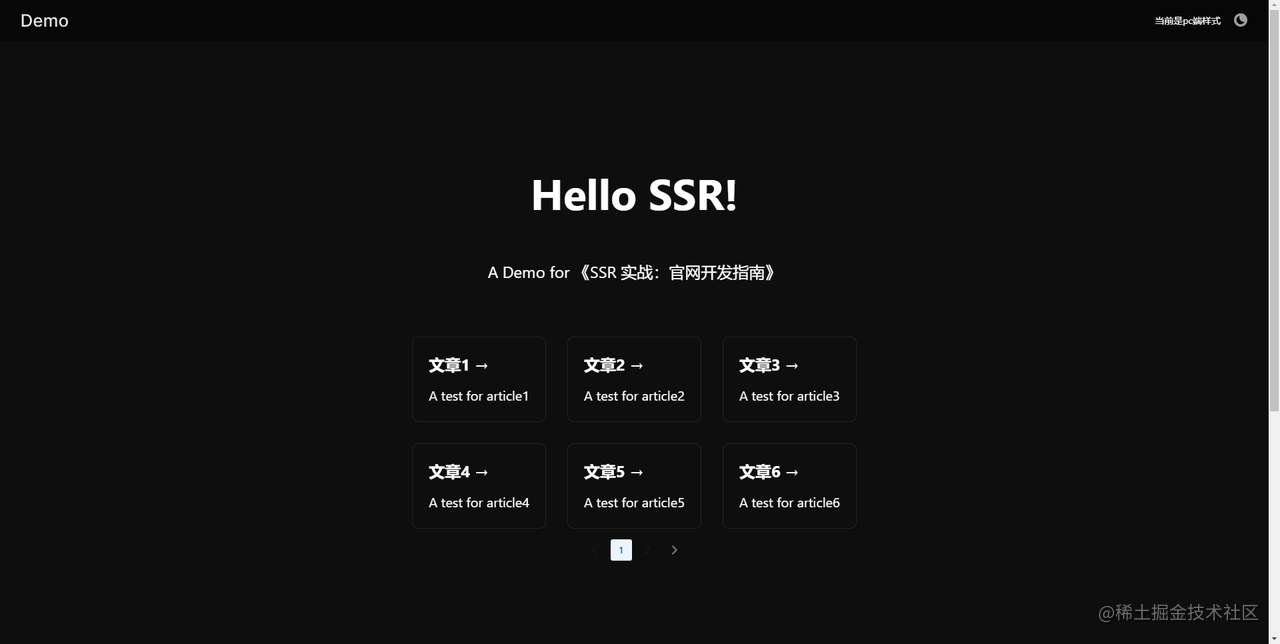 Demo
当前是pc端样式
Hello SSR!
A Demo for 《SSR 实战：官网开发指南》
文章1 →
A test for article1
文章2 →
A test for article2
文章3 →
A test for article3
文章4 →
A test for article4
文章5 →
A test for article5
文章6 →
A test for article6
1 2
@稀土掘金技术社区